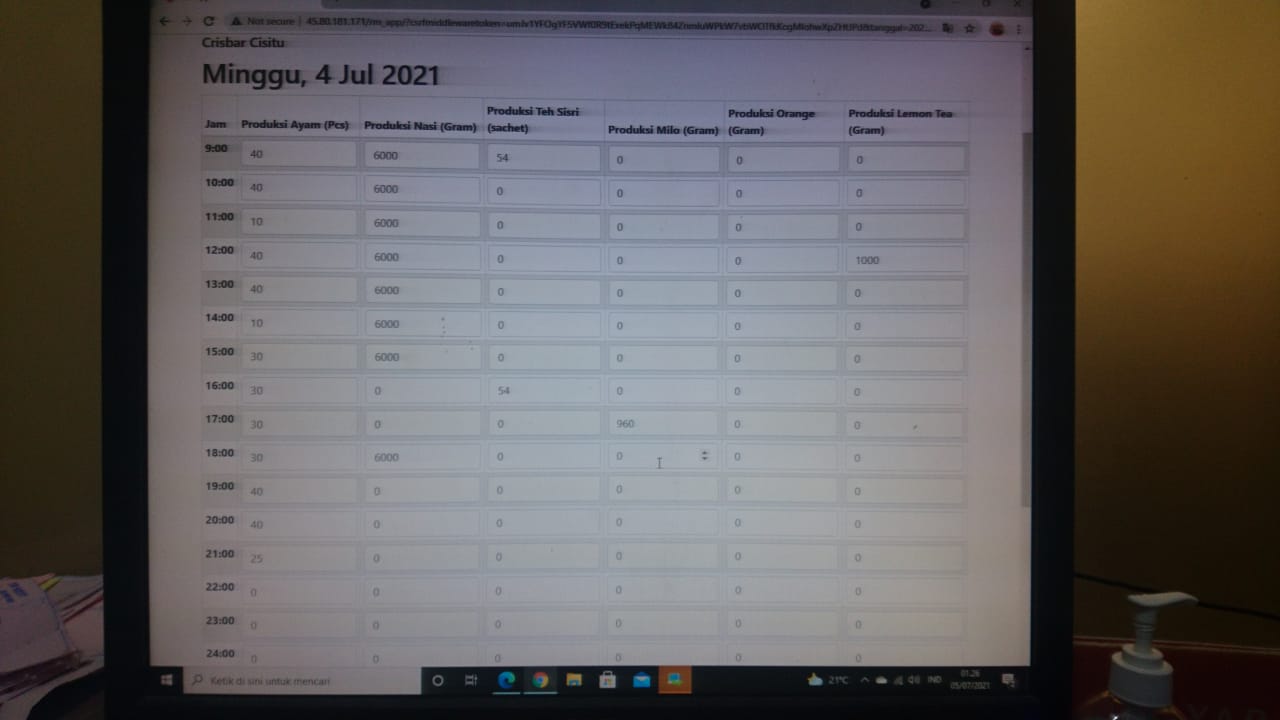 Not secure | 45.80.181.171/
Crisbar Cisitu
Minggu, 4 Jul 2021
Jam Produksi Ayam (Pcs) Produksi Nasi (Gram) Produksi Teh Sisri (sachet) Produksi Milo (Gram) Produksi Orange (Gram) Produksi Lemon Tea (Gram)
9:00 40 6000 54 0 0 0
10:00 40 6000 0 0 0 0
11:00 10 6000 0 0 0 0
12:00 40 6000 0 0 0 1000
13:00 40 6000 0 0 0 0
14:00 10 6000 0 0 0 0
15:00 30 6000 0 0 0 0
16:00 30 0 54 0 0 0
17:00 30 0 0 960 0 0
18:00 30 6000 0 0 0 0
19:00 40 0 0 0 0 0
20:00 40 0 0 0 0 0
21:00 25 0 0 0 0 0
22:00 0 0 0 0 0 0
23:00 0 0 0 0 0 0
24:00 0 0 0 0 0 0
Ketik di sini untuk mencari
21°C
IND
01.26
05/07/2021